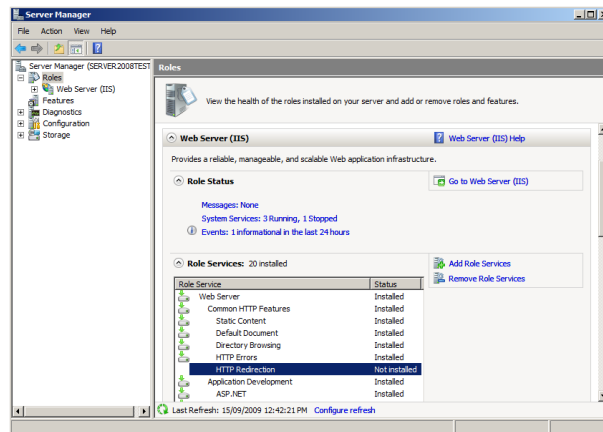 Server Manager
File Action View Help
Server Manager (SERVER2008TEST
Roles
Web Server (IIS)
Features
Diagnostics
Configuration
Storage
Roles
View the health of the roles installed on your server and add or remove roles and features.
Web Server (IIS)
Web Server (IIS) Help
Provides a reliable, manageable, and scalable Web application infrastructure.
Role Status
Go to Web Server (IIS)
Messages: None
System Services: 3 Running, 1 Stopped
Events: 1 informational in the last 24 hours
Role Services: 20 installed
Add Role Services
Remove Role Services
Role Service Status
Web Server Installed
Common HTTP Features Installed
Static Content Installed
Default Document Installed
Directory Browsing Installed
HTTP Errors Installed
HTTP Redirection Not installed
Application Development Installed
ASP.NET Installed
Last Refresh: 15/09/2009 12:42:21 PM Configure refresh